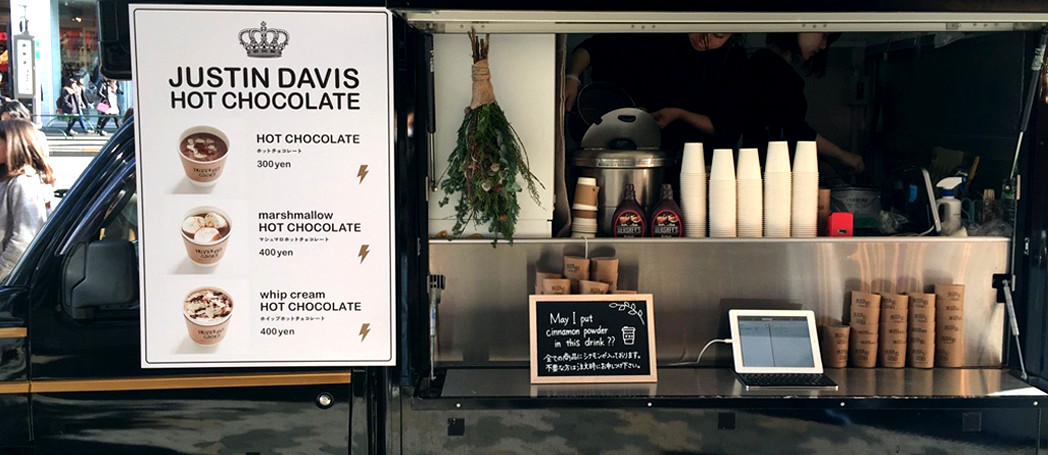 JUSTIN DAVIS
HOT CHOCOLATE
HOT CHOCOLATE
ホットチョコレート
300yen
marshmallow
HOT CHOCOLATE
マシュマロホットチョコレート
400yen
whip cream
HOT CHOCOLATE
ホイップホットチョコレート
400yen
HERSHEY'S
HERSHEY'S
May I put
cinnamon powder
in this drink ??
全ての商品にシナモンが入っております。
不要な方は注文時にお申しつけ下さい。